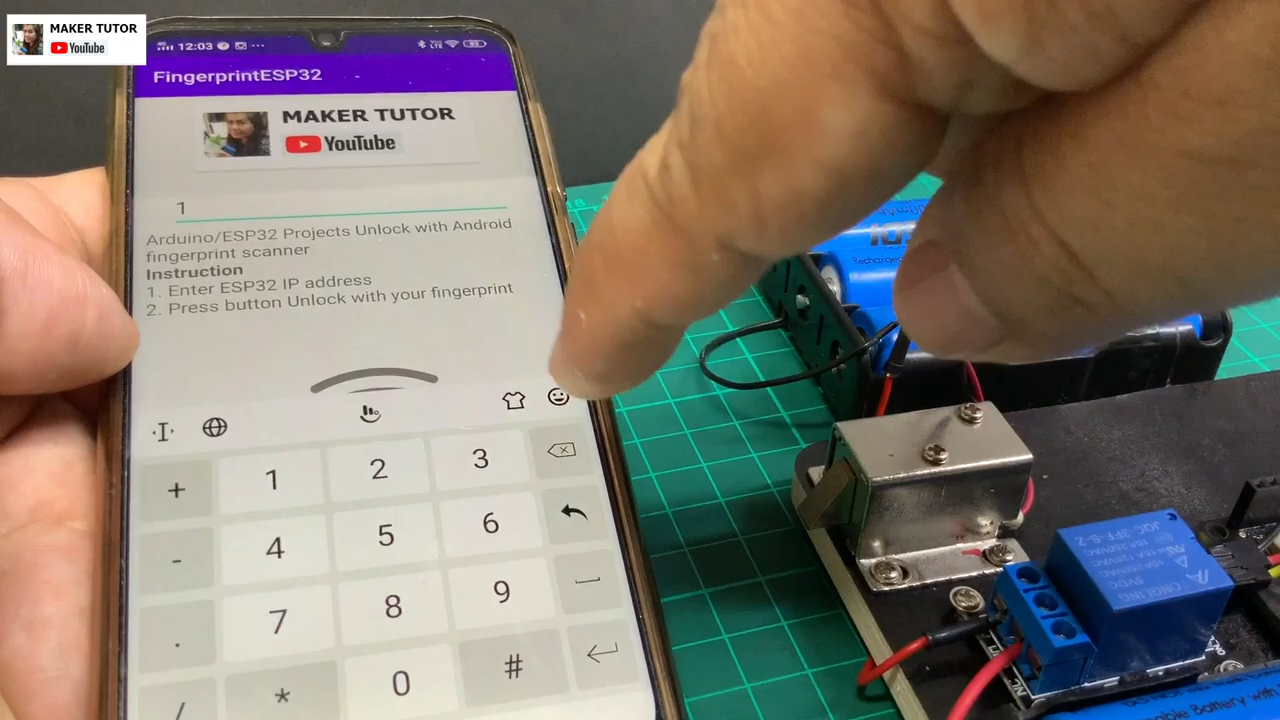 MAKER TUTOR
YouTube
12:03
FingerprintESP32
MAKER TUTOR
YouTube
1
Arduino/ESP32 Projects Unlock with Android
fingerprint scanner
Instruction
1. Enter ESP32 IP address
2. Press button Unlock with your fingerprint
+ 1 2 3
- 4 5 6
. 7 8 9
/ * 0 #
Rechargea
JQC-3FF-S-Z
5VDC
NC